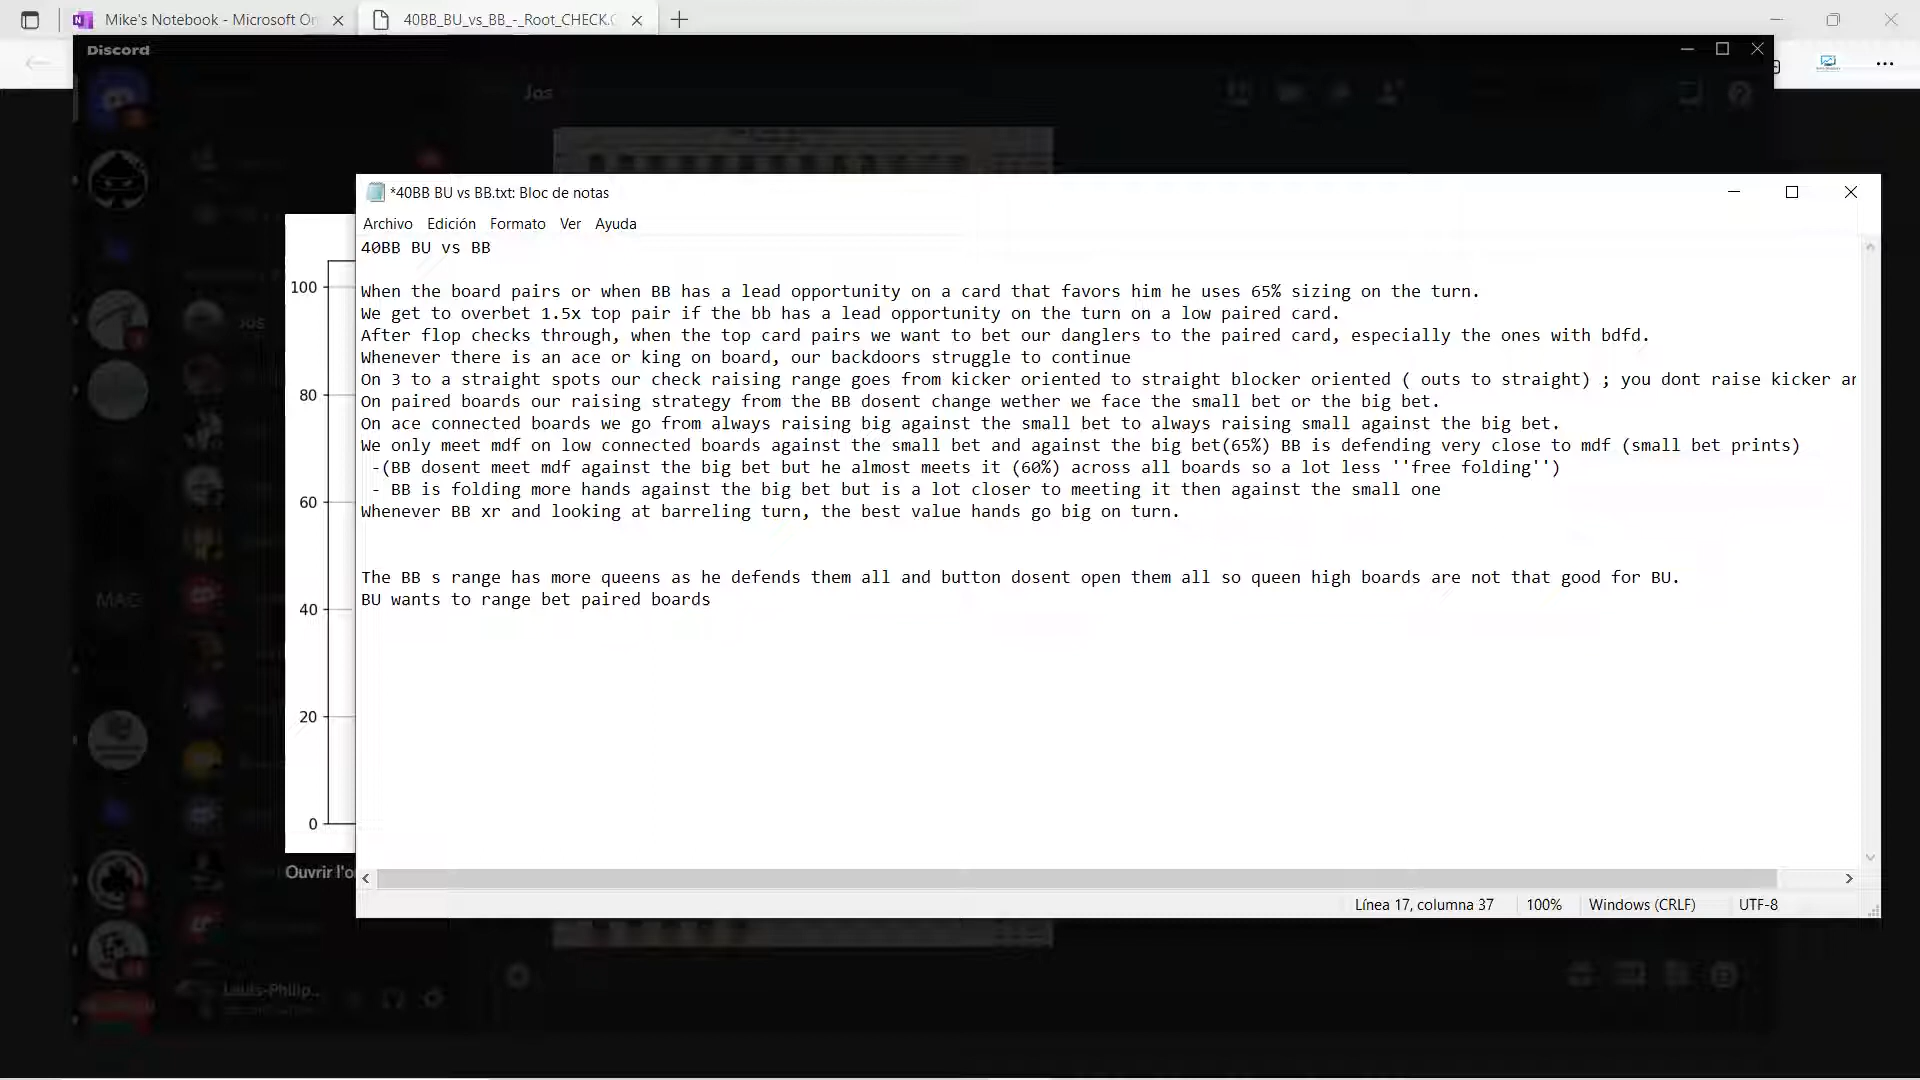 Mike's Notebook - Microsoft On
40BB_BU_vs_BB_-_Root_CHECK.C
Discord
Jas
*40BB BU vs BB.txt: Bloc de notas
Archivo Edición Formato Ver Ayuda
40BB BU vs BB
When the board pairs or when BB has a lead opportunity on a card that favors him he uses 65% sizing on the turn.
We get to overbet 1.5x top pair if the bb has a lead opportunity on the turn on a low paired card.
After flop checks through, when the top card pairs we want to bet our danglers to the paired card, especially the ones with bdfd.
Whenever there is an ace or king on board, our backdoors struggle to continue
On 3 to a straight spots our check raising range goes from kicker oriented to straight blocker oriented ( outs to straight) ; you dont raise kicker ar
On paired boards our raising strategy from the BB dosent change wether we face the small bet or the big bet.
On ace connected boards we go from always raising big against the small bet to always raising small against the big bet.
We only meet mdf on low connected boards against the small bet and against the big bet(65%) BB is defending very close to mdf (small bet prints)
-(BB dosent meet mdf against the big bet but he almost meets it (60%) across all boards so a lot less ''free folding'')
- BB is folding more hands against the big bet but is a lot closer to meeting it then against the small one
Whenever BB xr and looking at barreling turn, the best value hands go big on turn.
The BB s range has more queens as he defends them all and button dosent open them all so queen high boards are not that good for BU.
BU wants to range bet paired boards
100
80
60
40
20
0
MAG
Ouvrir l'o
Louis-Philip...
Línea 17, columna 37 100% Windows (CRLF) UTF-8